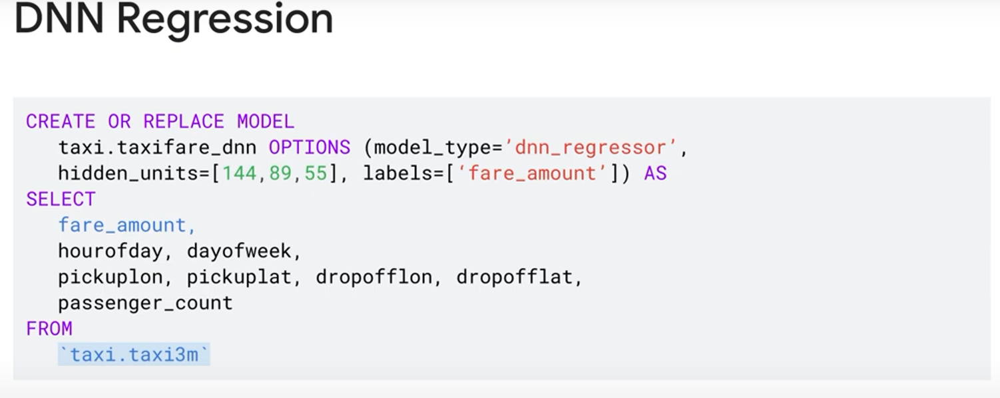 DNN Regression
CREATE OR REPLACE MODEL
taxi.taxifare_dnn OPTIONS (model_type=’dnn_regressor’,
hidden_units=[144,89,55], labels=[‘fare_amount’]) AS
SELECT
fare_amount,
hourofday, dayofweek,
pickuplon, pickuplat, dropofflon, dropofflat,
passenger_count
FROM
`taxi.taxi3m`